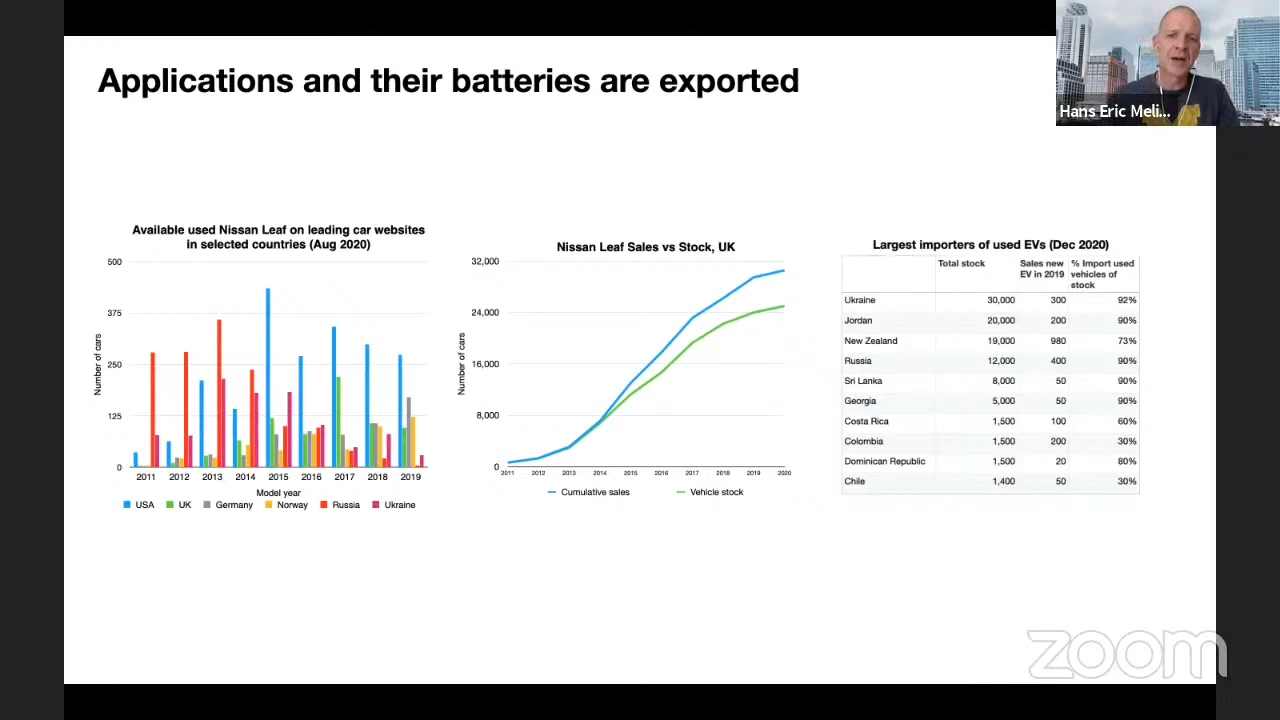 Applications and their batteries are exported
Hans Eric Meli...
Available used Nissan Leaf on leading car websites
in selected countries (Aug 2020)
500
375
250
125
0
Number of cars
2011 2012 2013 2014 2015 2016 2017 2018 2019
Model year
USA UK Germany Norway Russia Ukraine
Nissan Leaf Sales vs Stock, UK
32,000
24,000
16,000
8,000
0
Number of cars
2011 2012 2013 2014 2015 2016 2017 2018 2019 2020
Cumulative sales Vehicle stock
Largest importers of used EVs (Dec 2020)
Total stock Sales new % Import used
EV in 2019 vehicles of
stock
Ukraine 30,000 300 92%
Jordan 20,000 200 90%
New Zealand 19,000 980 73%
Russia 12,000 400 90%
Sri Lanka 8,000 50 90%
Georgia 5,000 50 90%
Costa Rica 1,500 100 60%
Colombia 1,500 200 30%
Dominican Republic 1,500 20 80%
Chile 1,400 50 30%
zoom